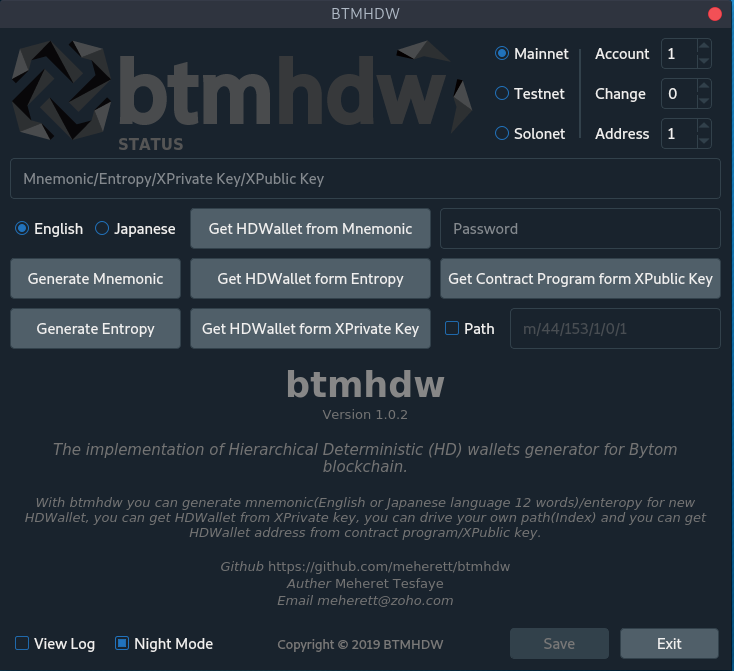 BTMHDW
btmhdw
STATUS
Mainnet Account 1
Testnet Change 0
Solonet Address 1
Mnemonic/Entropy/XPrivate Key/XPublic Key
English Japanese Get HDWallet from Mnemonic Password
Generate Mnemonic Get HDWallet form Entropy Get Contract Program form XPublic Key
Generate Entropy Get HDWallet form XPrivate Key Path m/44/153/1/0/1
btmhdw
Version 1.0.2
The implementation of Hierarchical Deterministic (HD) wallets generator for Bytom
blockchain.
With btmhdw you can generate mnemonic(English or Japanese language 12 words)/enteropy for new
HDWallet, you can get HDWallet from XPrivate key, you can drive your own path(Index) and you can get
HDWallet address from contract program/XPublic key.
Github https://github.com/meherett/btmhdw
Auther Meheret Tesfaye
Email meherett@zoho.com
View Log Night Mode Copyright © 2019 BTMHDW Save Exit